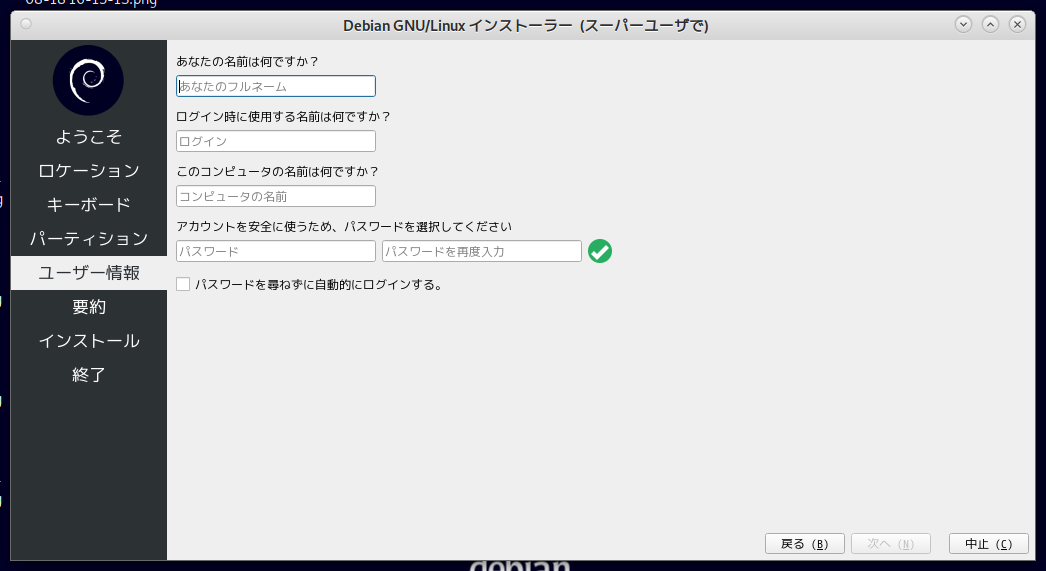 Debian GNU/Linux インストーラー (スーパーユーザで)
ようこそ
ロケーション
キーボード
パーティション
ユーザー情報
要約
インストール
終了
あなたの名前は何ですか？
あなたのフルネーム
ログイン時に使用する名前は何ですか？
ログイン
このコンピュータの名前は何ですか？
コンピュータの名前
アカウントを安全に使うため、パスワードを選択してください
パスワード パスワードを再度入力
パスワードを尋ねずに自動的にログインする。
戻る (B) 次へ (N) 中止 (C)
debian